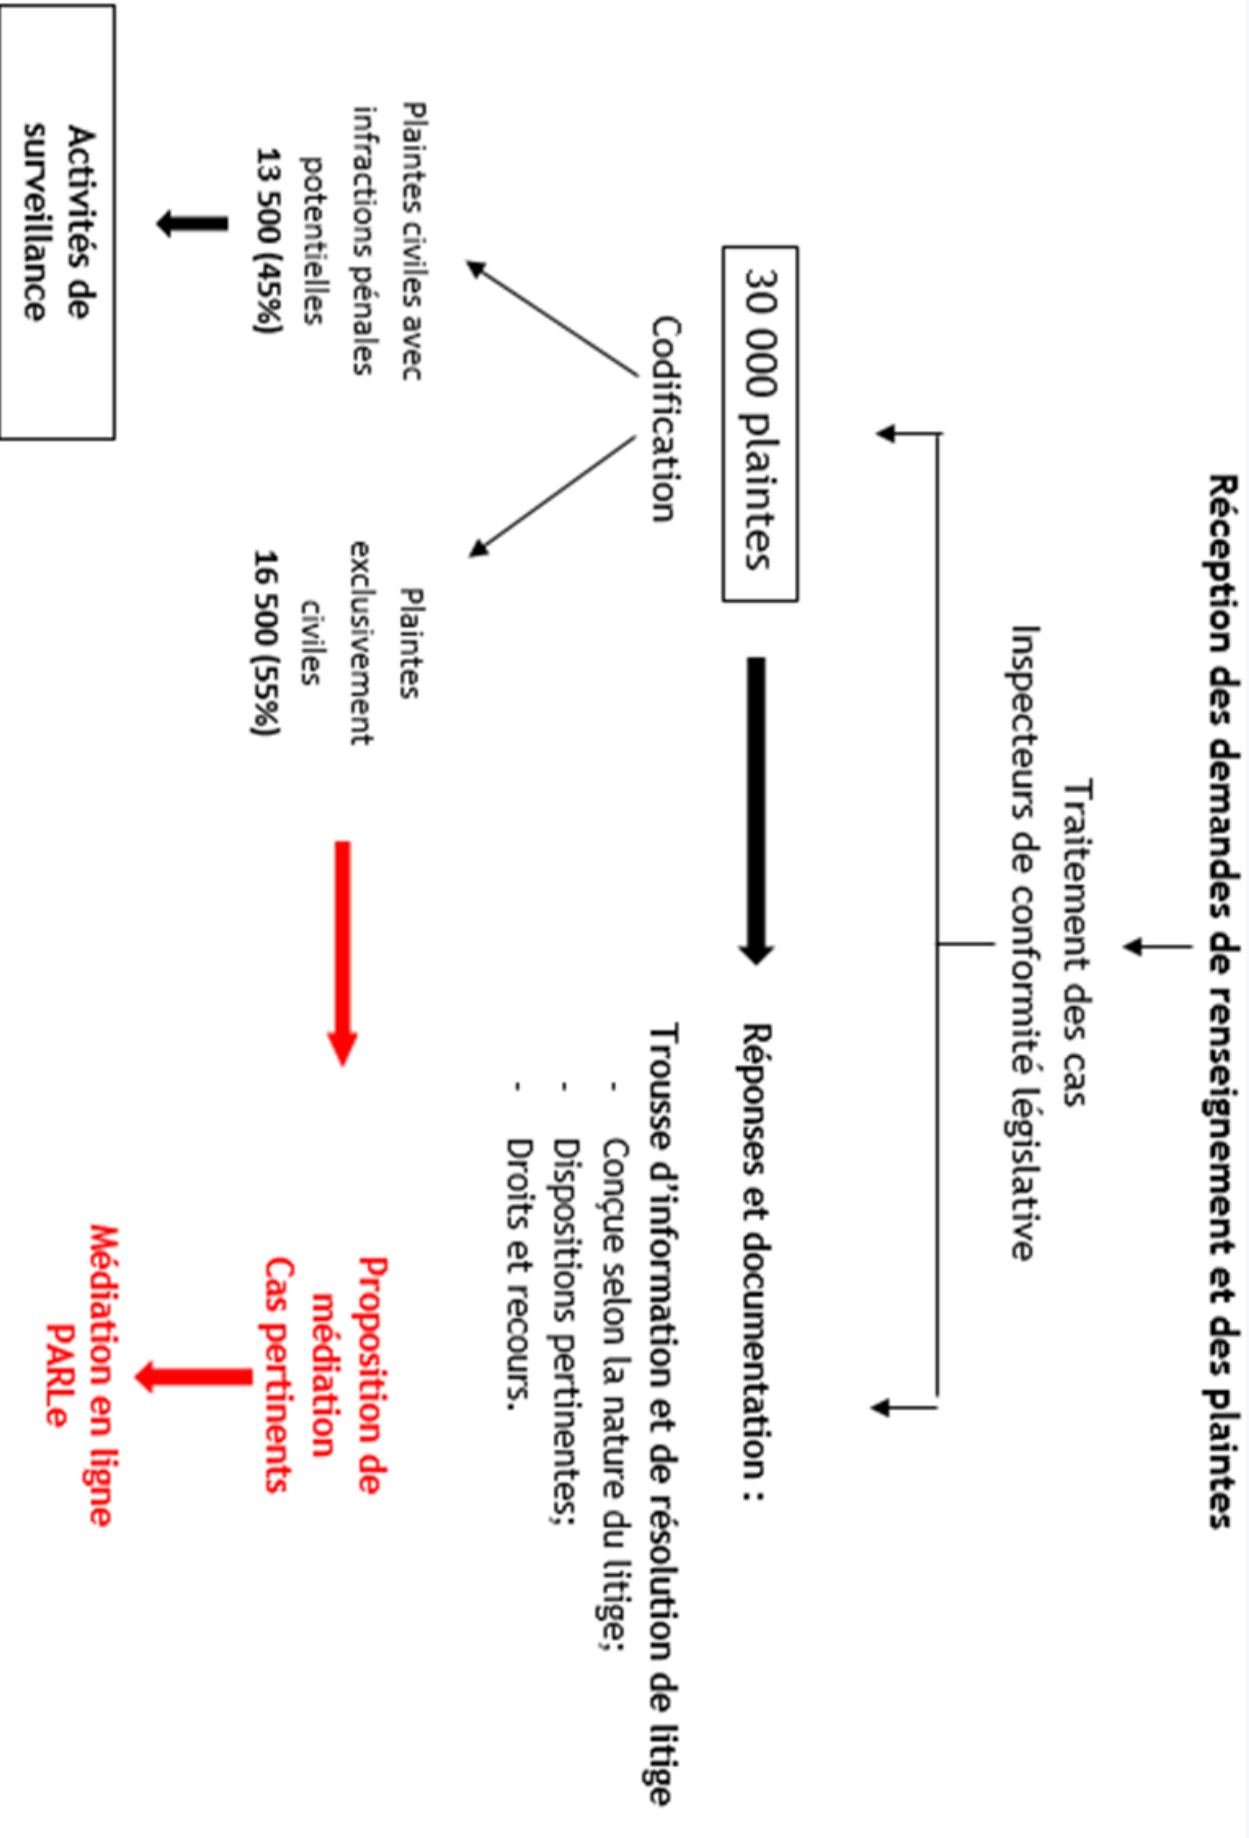 Réception des demandes de renseignement et des plaintes
Traitement des cas
Inspecteurs de conformité législative
30 000 plaintes
Réponses et documentation :
Codification
Trousse d’information et de résolution de litige
- Conçue selon la nature du litige;
- Dispositions pertinentes;
- Droits et recours.
Plaintes civiles avec
infractions pénales
potentielles
13 500 (45%)
Plaintes
exclusivement
civiles
16 500 (55%)
Proposition de
médiation
Cas pertinents
Activités de
surveillance
Médiation en ligne
PARLe